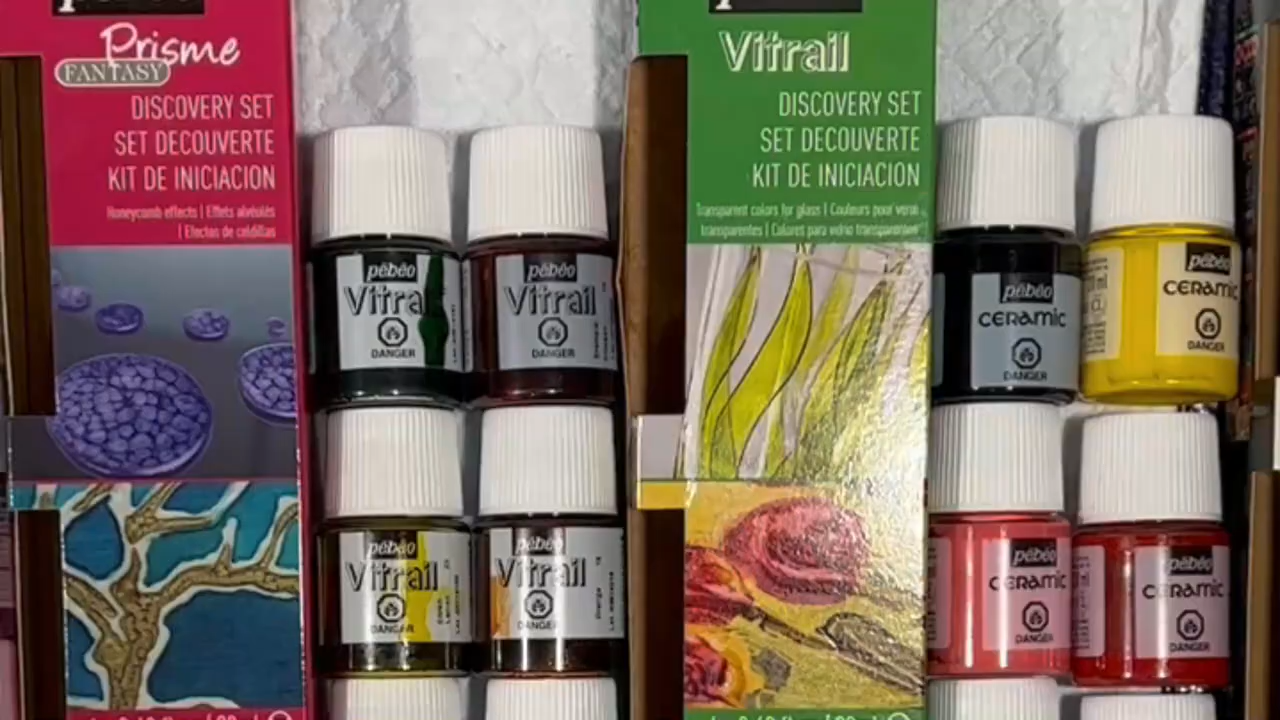 pébéo
Prisme
FANTASY
DISCOVERY SET
SET DECOUVERTE
KIT DE INICIACION
Honeycomb effects | Effets alvéolés
| Efectos de celdillas
Vitrail
DISCOVERY SET
SET DECOUVERTE
KIT DE INICIACION
Transparent colors for glass | Couleurs pour verre
transparentes | Colores para vidrio transparentes
pébéo
Vitrail
DANGER
pébéo
Vitrail
DANGER
pébéo
CERAMIC
DANGER
pébéo
CERAMIC
DANGER
pébéo
Vitrail
DANGER
pébéo
Vitrail
DANGER
pébéo
CERAMIC
DANGER
pébéo
CERAMIC
DANGER